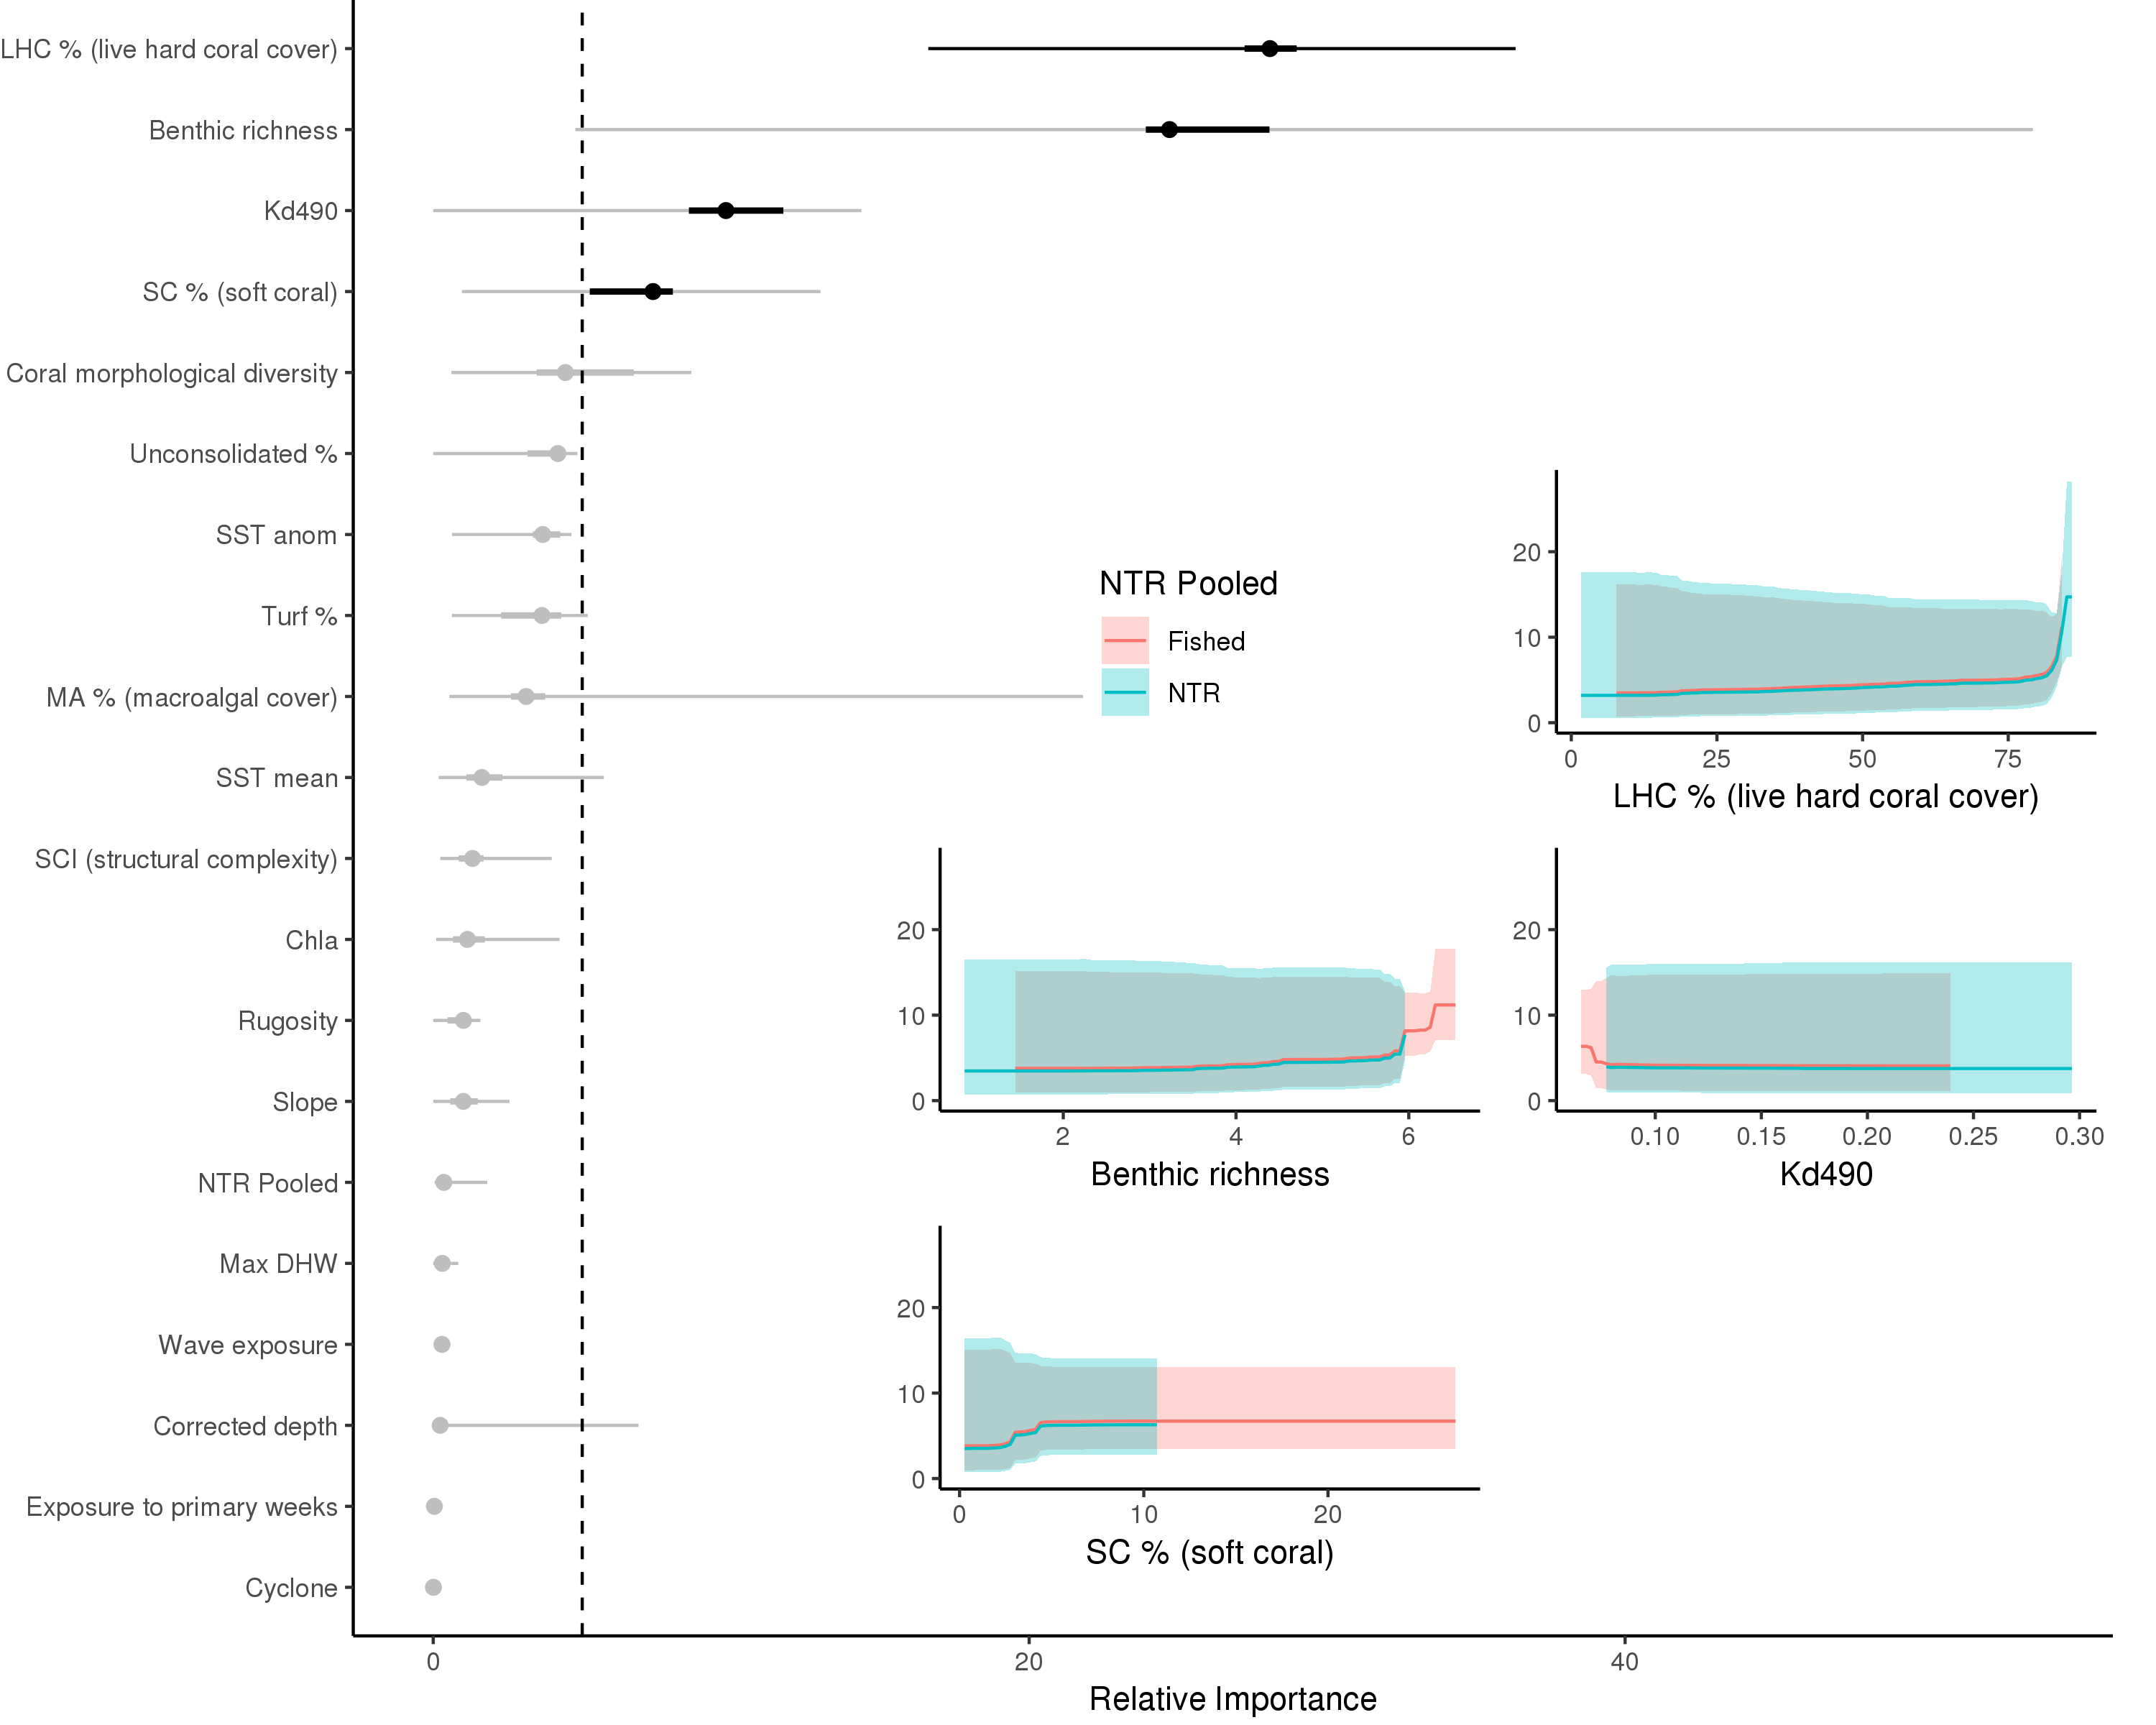 LHC % (live hard coral cover)
Benthic richness
Kd490
SC % (soft coral)
Coral morphological diversity
Unconsolidated %
SST anom
Turf %
MA % (macroalgal cover)
SST mean
SCI (structural complexity)
Chla
Rugosity
Slope
NTR Pooled
Max DHW
Wave exposure
Corrected depth
Exposure to primary weeks
Cyclone
0 20 40
Relative Importance
NTR Pooled
Fished
NTR
20
10
0
0 25 50 75
LHC % (live hard coral cover)
20
10
0
2 4 6
Benthic richness
20
10
0
0.10 0.15 0.20 0.25 0.30
Kd490
20
10
0
0 10 20
SC % (soft coral)